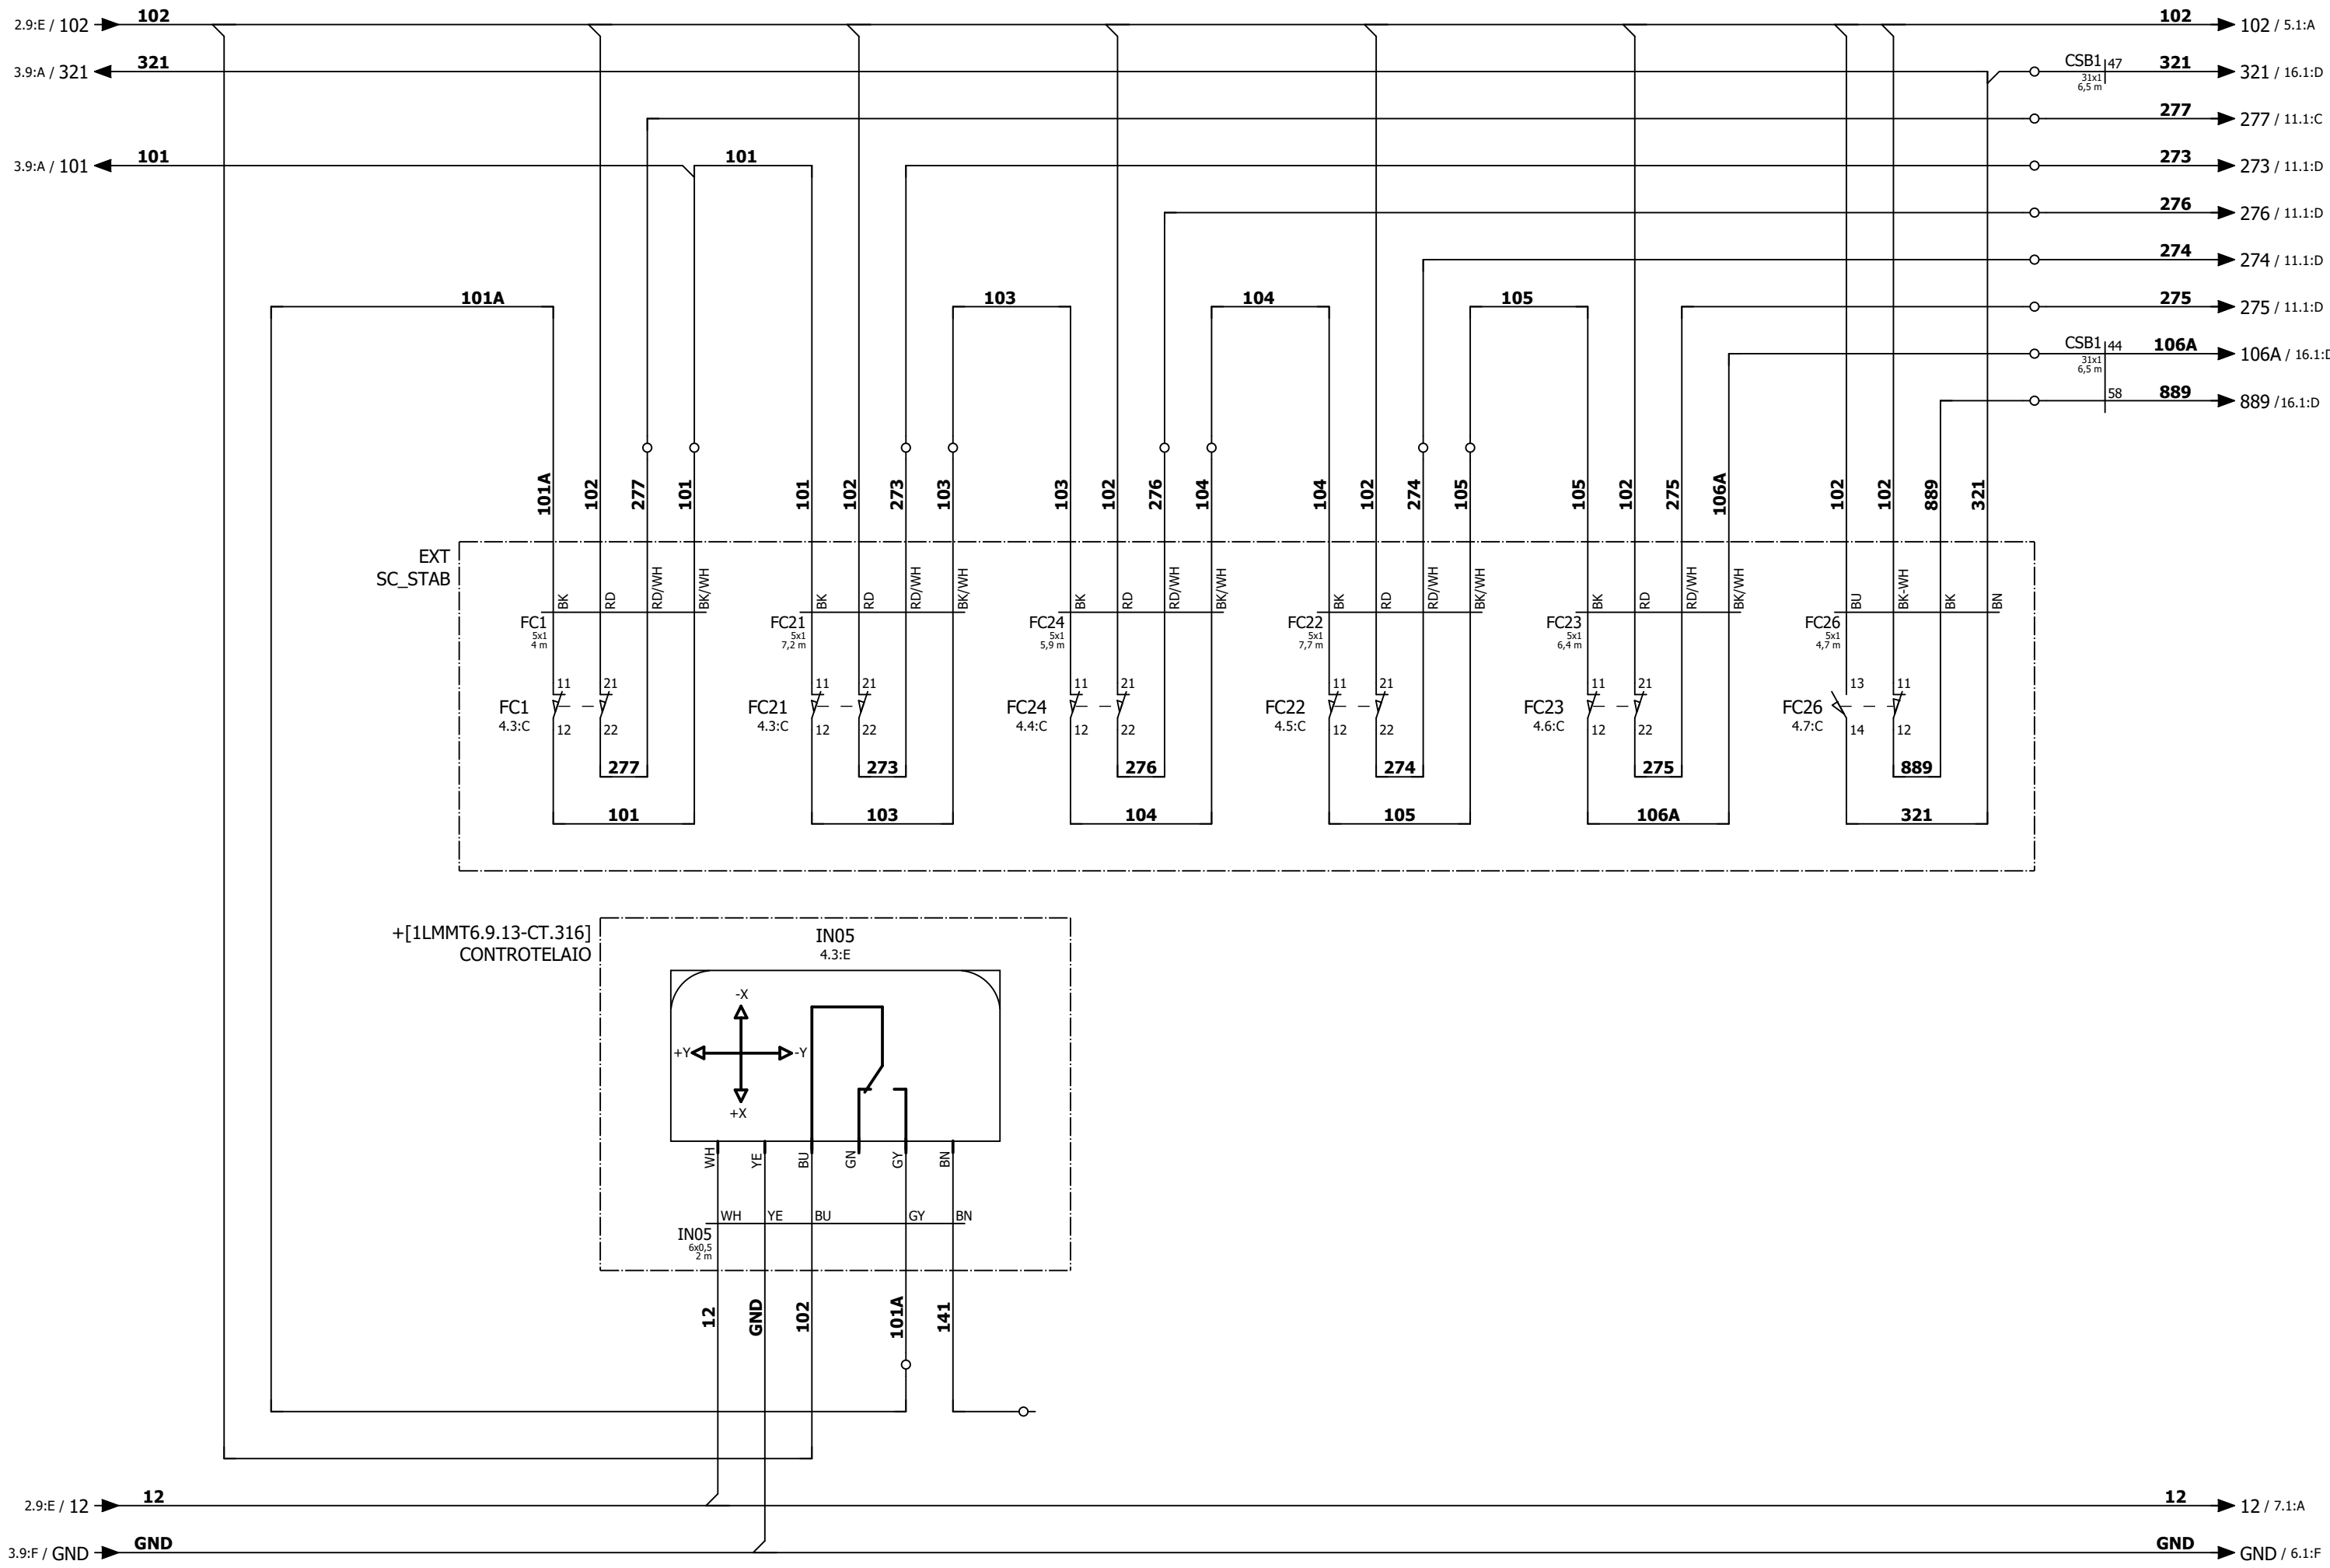 2.9:E / 102 102 102 102 / 5.1:A
3.9:A / 321 321 CSB1 47 321 321 / 16.1:D
31x1
6,5 m
277 277 / 11.1:C
3.9:A / 101 101 101 273 273 / 11.1:D
276 276 / 11.1:D
274 274 / 11.1:D
101A 103 104 105 275 275 / 11.1:D
CSB1 44 106A 106A / 16.1:D
31x1
6,5 m
58 889 889 /16.1:D
101A 102 277 101 101 102 273 103 103 102 276 104 104 102 274 105 105 102 275 106A 102 102 889 321
EXT
SC_STAB
BK RD RD/WH BK/WH BK RD RD/WH BK/WH BK RD RD/WH BK/WH BK RD RD/WH BK/WH BK RD RD/WH BK/WH BU BK-WH BK BN
FC1 FC21 FC24 FC22 FC23 FC26
5x1 5x1 5x1 5x1 5x1 5x1
4 m 7,2 m 5,9 m 7,7 m 6,4 m 4,7 m
11 21 11 21 11 21 11 21 11 21 13 11
FC1 FC21 FC24 FC22 FC23 FC26
4.3:C 4.3:C 4.4:C 4.5:C 4.6:C 4.7:C
12 22 12 22 12 22 12 22 12 22 14 12
277 273 276 274 275 889
101 103 104 105 106A 321
+[1LMMT6.9.13-CT.316]
CONTROTELAIO
IN05
4.3:E
-X
+Y -Y
+X
WH YE BU GN GY BN
WH YE BU GY BN
IN05
6x0,5
2 m
12 GND 102 101A 141
2.9:E / 12 12 12 12 / 7.1:A
3.9:F / GND GND GND GND / 6.1:F